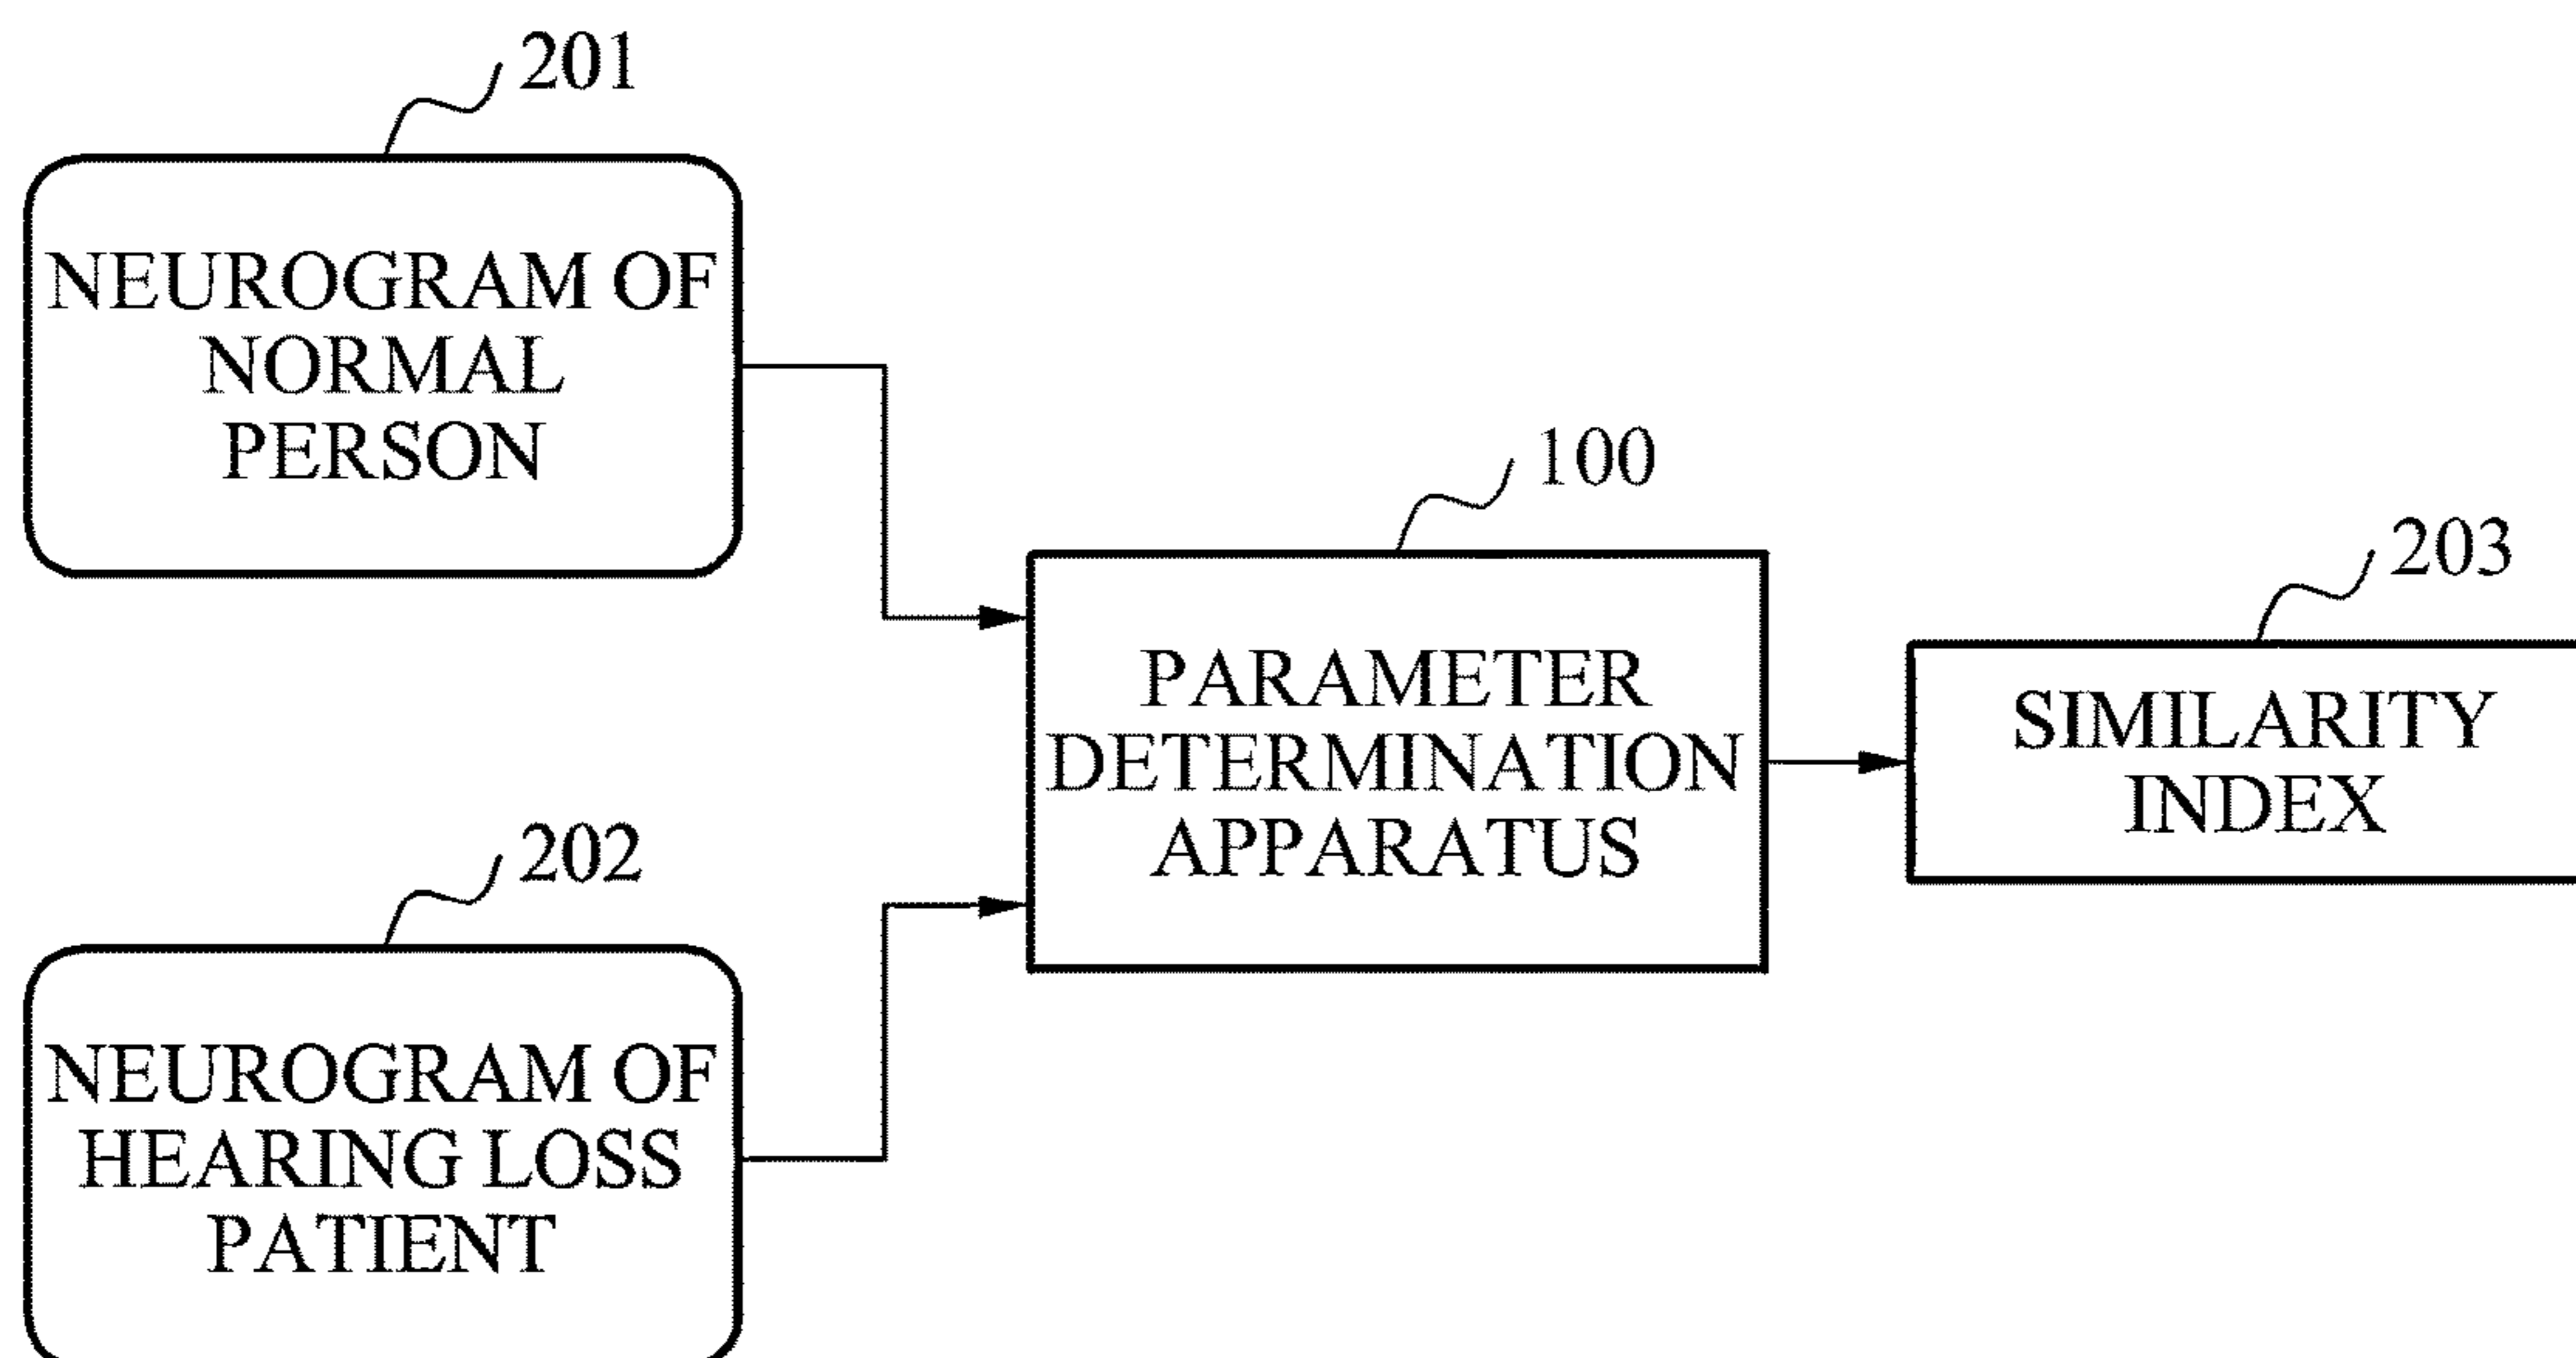 201
NEUROGRAM OF
NORMAL
PERSON
100
PARAMETER
DETERMINATION
APPARATUS
203
SIMILARITY
INDEX
202
NEUROGRAM OF
HEARING LOSS
PATIENT